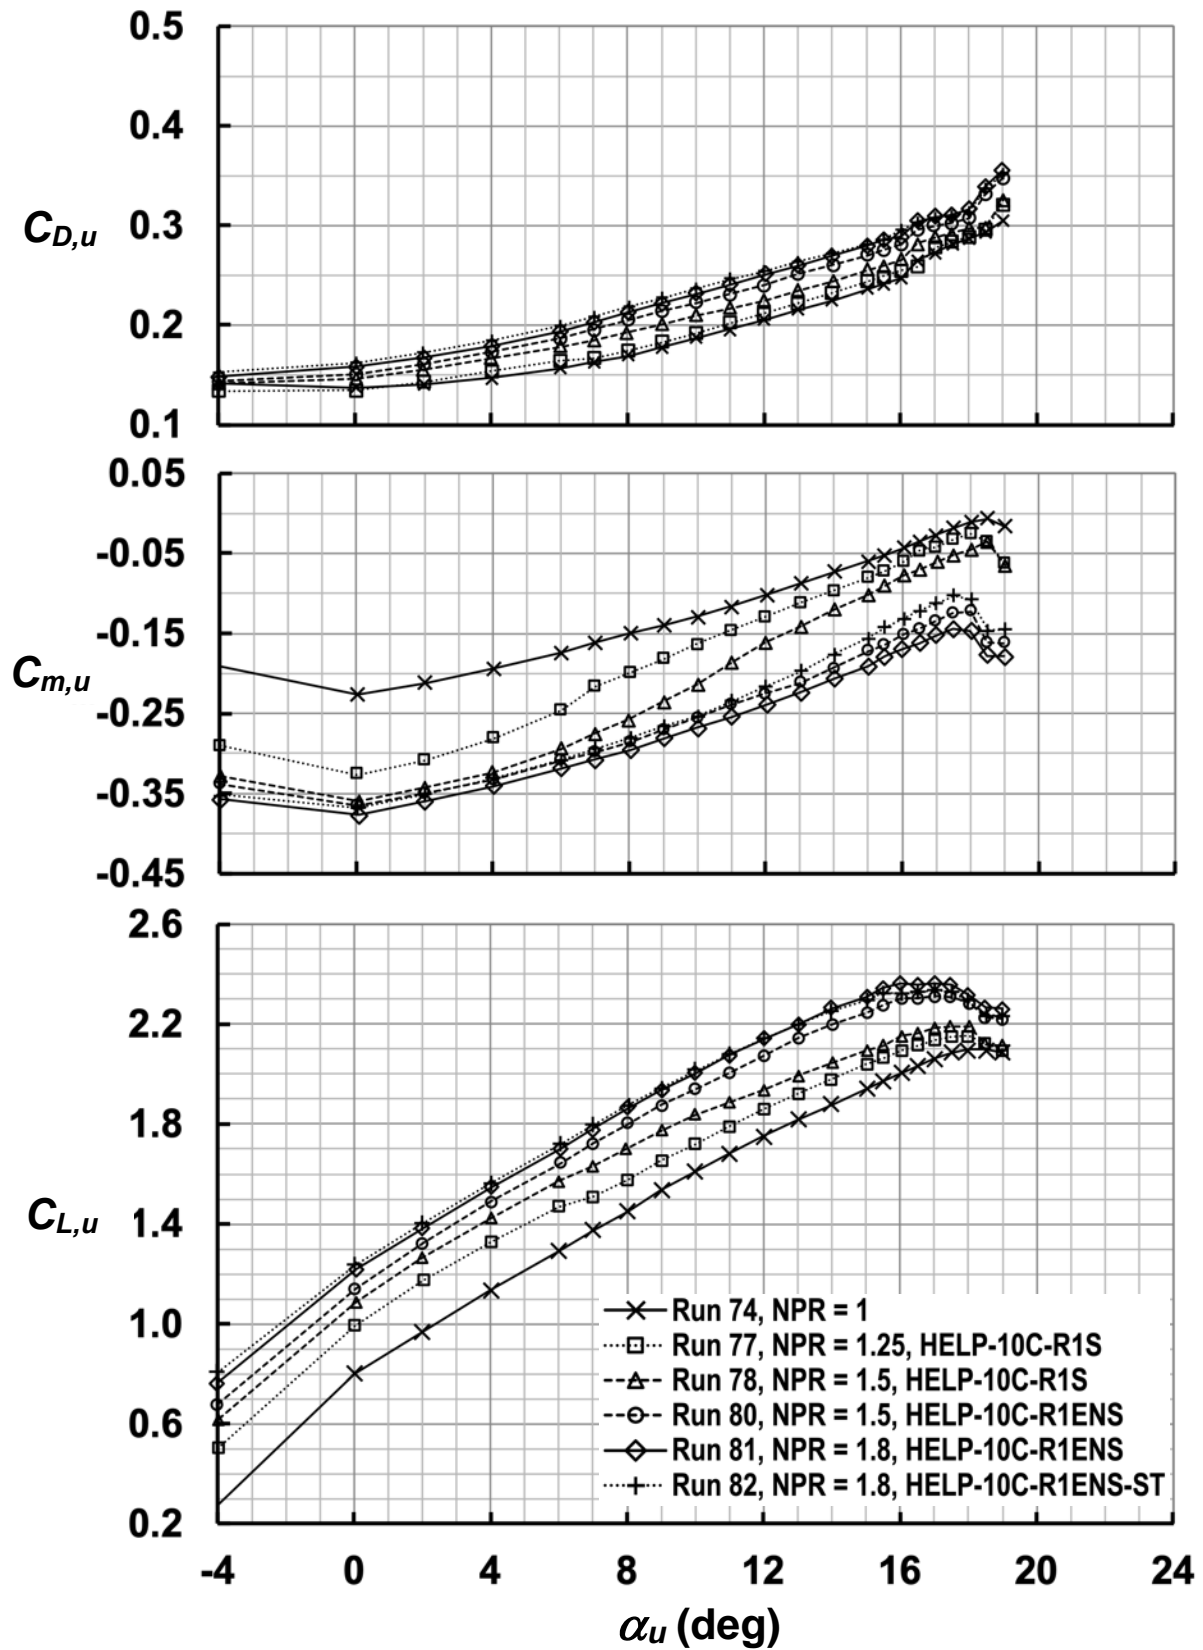 0.5
0.4
0.3
C_D,u
0.2
0.1
0.05
-0.05
-0.15
C_m,u
-0.25
-0.35
-0.45
2.6
2.2
1.8
1.4
C_L,u
1.0
0.6
0.2
Run 74, NPR = 1
Run 77, NPR = 1.25, HELP-10C-R1S
Run 78, NPR = 1.5, HELP-10C-R1S
Run 80, NPR = 1.5, HELP-10C-R1ENS
Run 81, NPR = 1.8, HELP-10C-R1ENS
Run 82, NPR = 1.8, HELP-10C-R1ENS-ST
-4 0 4 8 12 16 20 24
α_u (deg)